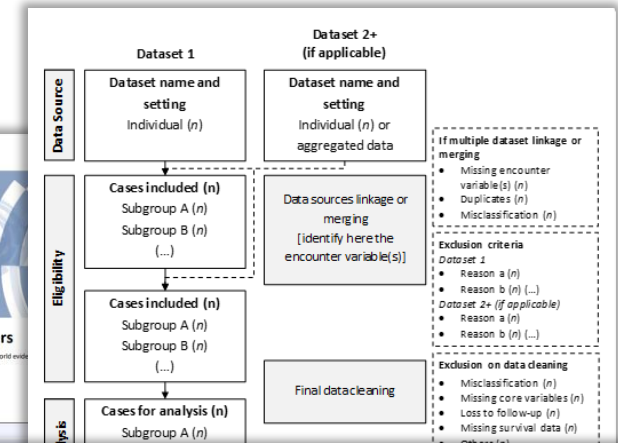 Dataset 1
Dataset 2+
(if applicable)
Data Source
Dataset name and
setting
Individual (n)
Dataset name and
setting
Individual (n) or
aggregated data
If multiple dataset linkage or
merging
• Missing encounter
variable(s) (n)
• Duplicates (n)
• Misclassification (n)
Eligibility
Cases included (n)
Subgroup A (n)
Subgroup B (n)
(...)
Data sources linkage or
merging
[identify here the
encounter variable(s)]
Exclusion criteria
Dataset 1
• Reason a (n)
• Reason b (n) (...)
Dataset 2+ (if applicable)
• Reason a (n)
• Reason b (n) (...)
Cases included (n)
Subgroup A (n)
Subgroup B (n)
(...)
Final data cleaning
Exclusion on data cleaning
• Misclassification (n)
• Missing core variables (n)
• Loss to follow-up (n)
• Missing survival data (n)
• Others (n)
Cases for analysis (n)
Subgroup A (n)